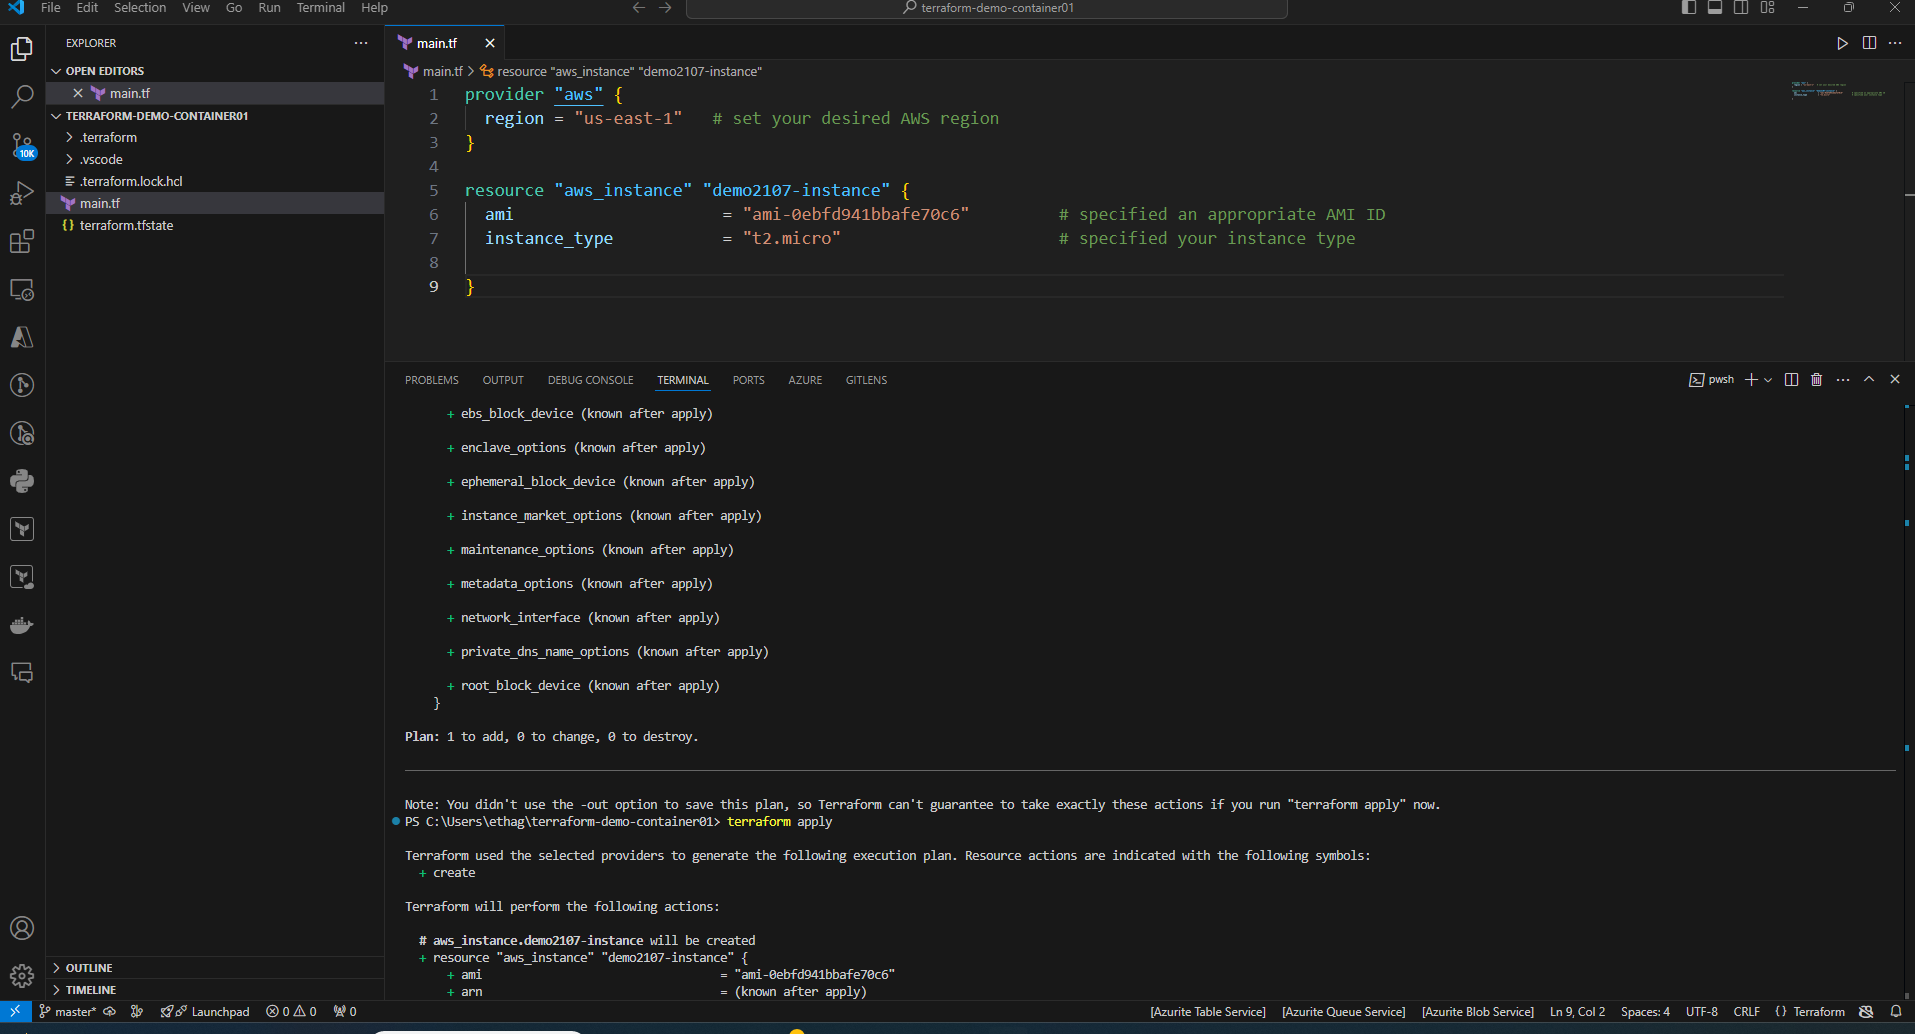 File Edit Selection View Go Run Terminal Help
terraform-demo-container01
EXPLORER
OPEN EDITORS
main.tf
TERRAFORM-DEMO-CONTAINER01
.terraform
.vscode
.terraform.lock.hcl
main.tf
{} terraform.tfstate
10K
OUTLINE
TIMELINE
main.tf
main.tf > resource "aws_instance" "demo2107-instance"
1 provider "aws" {
2 region = "us-east-1" # set your desired AWS region
3 }
4
5 resource "aws_instance" "demo2107-instance" {
6 ami = "ami-0ebfd941bbafe70c6" # specified an appropriate AMI ID
7 instance_type = "t2.micro" # specified your instance type
8
9 }
PROBLEMS OUTPUT DEBUG CONSOLE TERMINAL PORTS AZURE GITLENS
pwsh
+ ebs_block_device (known after apply)
+ enclave_options (known after apply)
+ ephemeral_block_device (known after apply)
+ instance_market_options (known after apply)
+ maintenance_options (known after apply)
+ metadata_options (known after apply)
+ network_interface (known after apply)
+ private_dns_name_options (known after apply)
+ root_block_device (known after apply)
}
Plan: 1 to add, 0 to change, 0 to destroy.
Note: You didn't use the -out option to save this plan, so Terraform can't guarantee to take exactly these actions if you run "terraform apply" now.
PS C:\Users\ethag\terraform-demo-container01> terraform apply
Terraform used the selected providers to generate the following execution plan. Resource actions are indicated with the following symbols:
+ create
Terraform will perform the following actions:
# aws_instance.demo2107-instance will be created
+ resource "aws_instance" "demo2107-instance" {
+ ami = "ami-0ebfd941bbafe70c6"
+ arn = (known after apply)
master* Launchpad 0 0 0 [Azurite Table Service] [Azurite Queue Service] [Azurite Blob Service] Ln 9, Col 2 Spaces: 4 UTF-8 CRLF {} Terraform